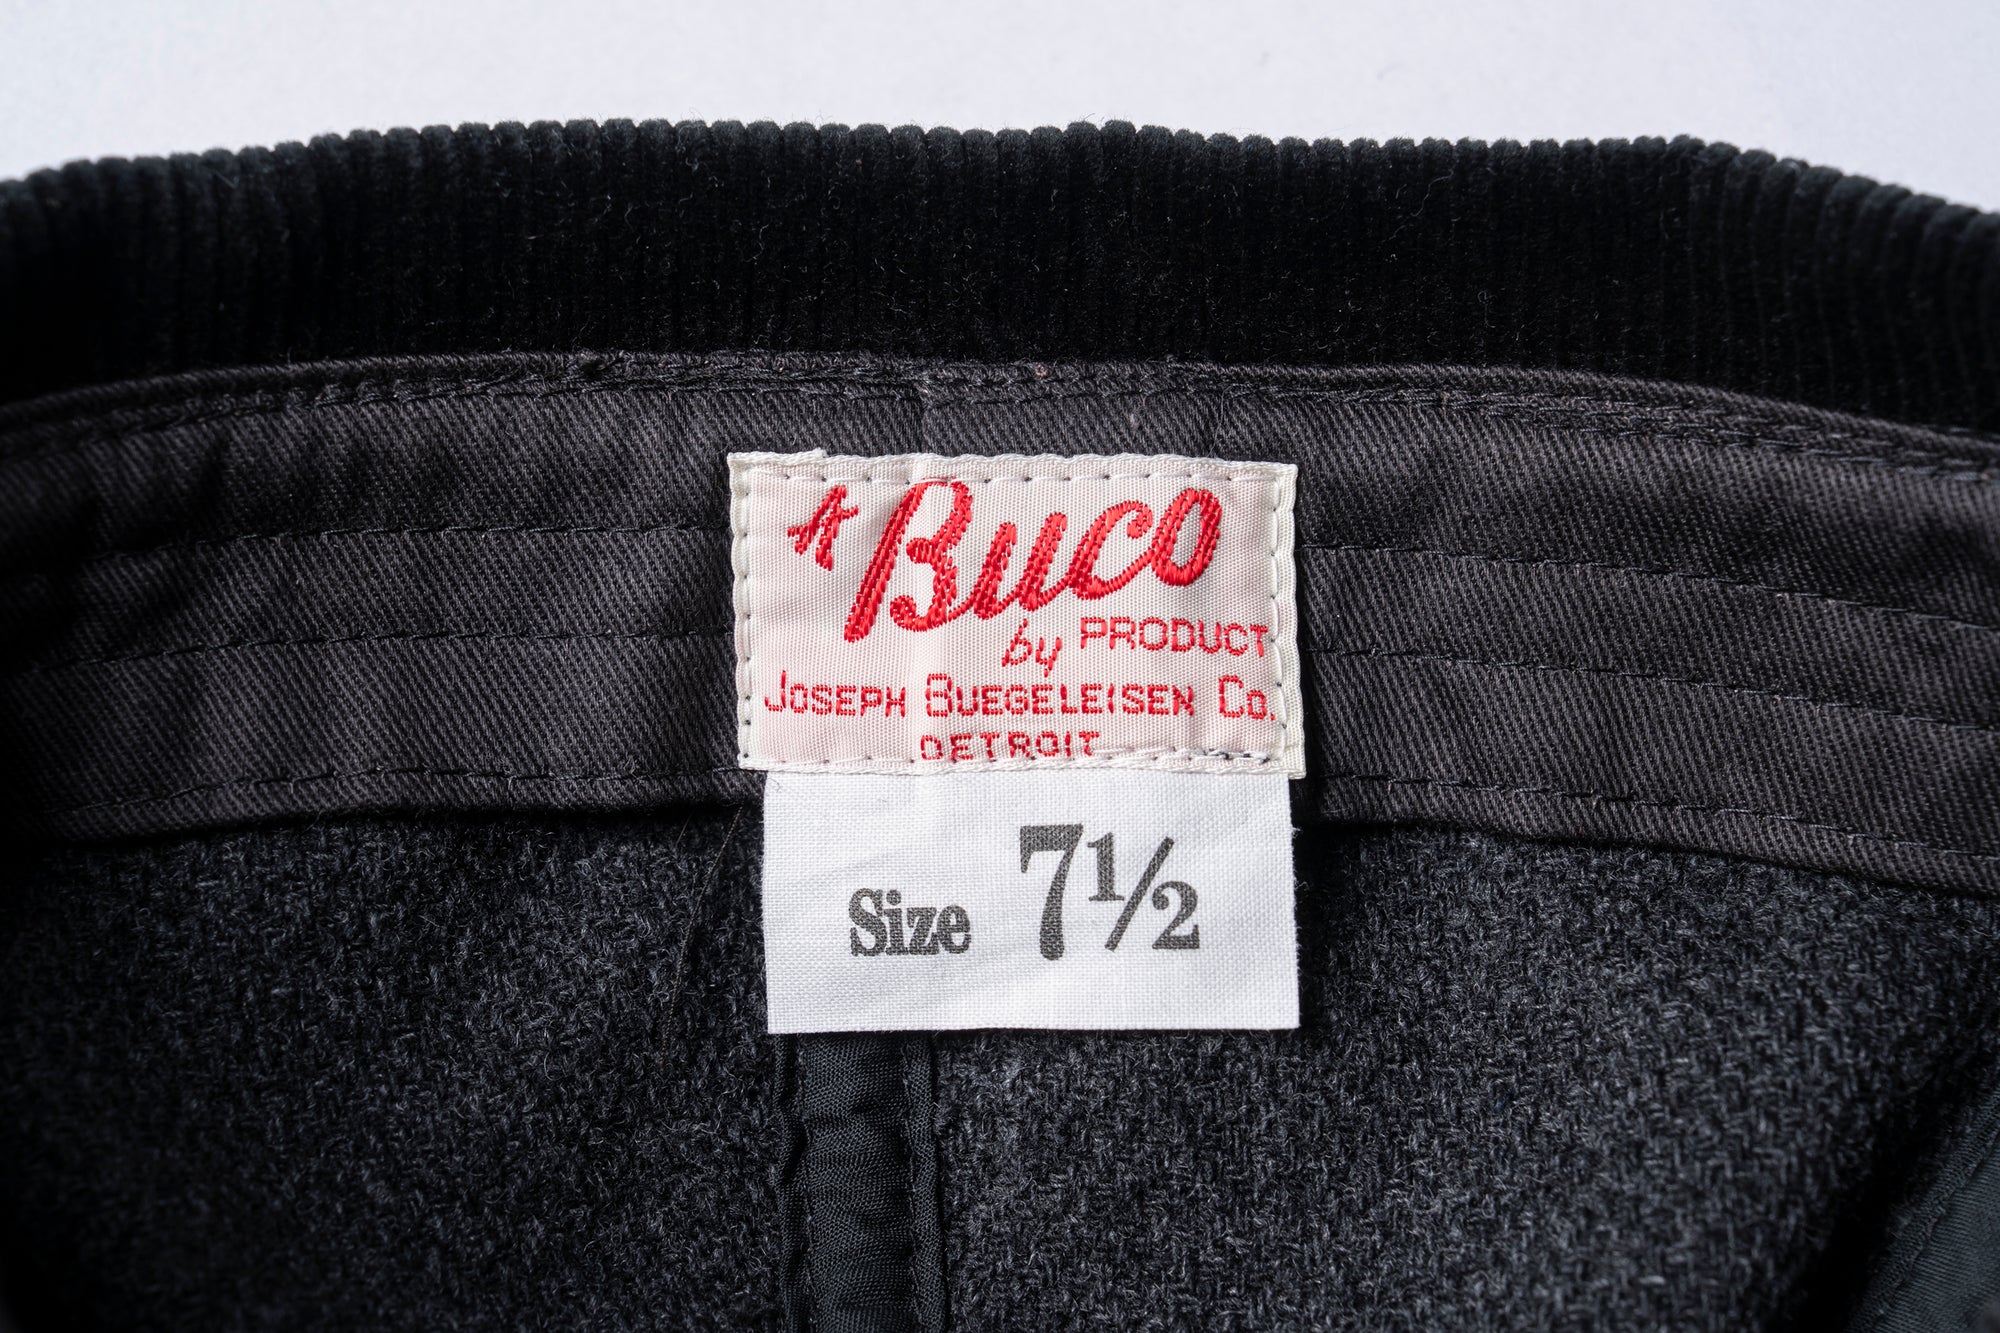 A Buco
by PRODUCT
JOSEPH BUEGELEISEN CO.
DETROIT
Size 7½